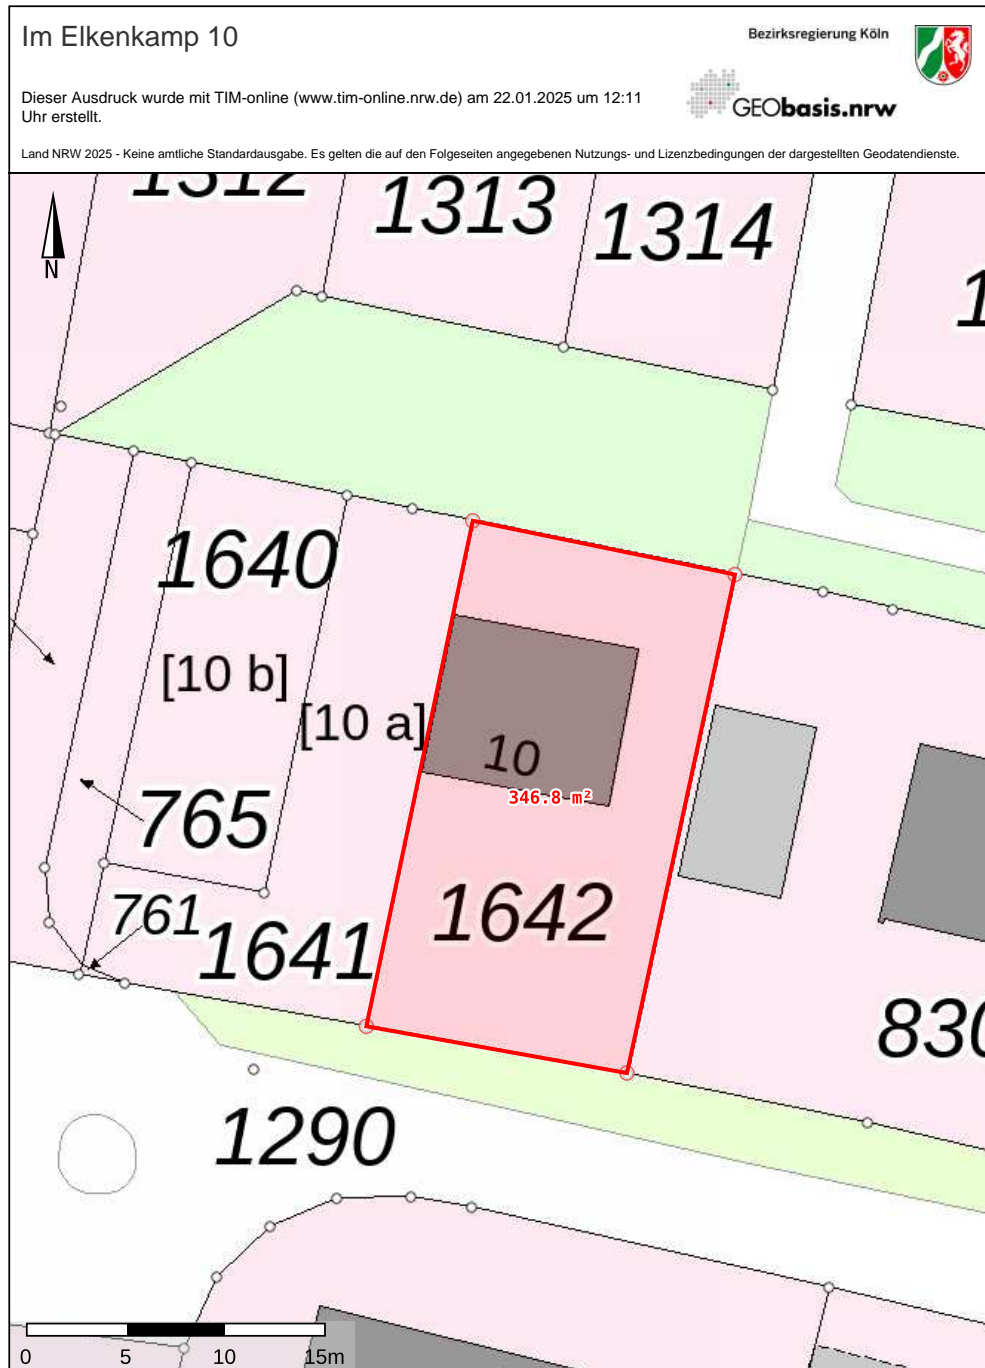 Im Elkenkamp 10
Bezirksregierung Köln
Dieser Ausdruck wurde mit TIM-online (www.tim-online.nrw.de) am 22.01.2025 um 12:11
Uhr erstellt.
GEObasis.nrw
Land NRW 2025 - Keine amtliche Standardausgabe. Es gelten die auf den Folgeseiten angegebenen Nutzungs- und Lizenzbedingungen der dargestellten Geodatendienste.
1312
1313
1314
N
1640
[10 b]
[10 a]
10
346.8 m²
765
761
1641
1642
830
1290
0 5 10 15m